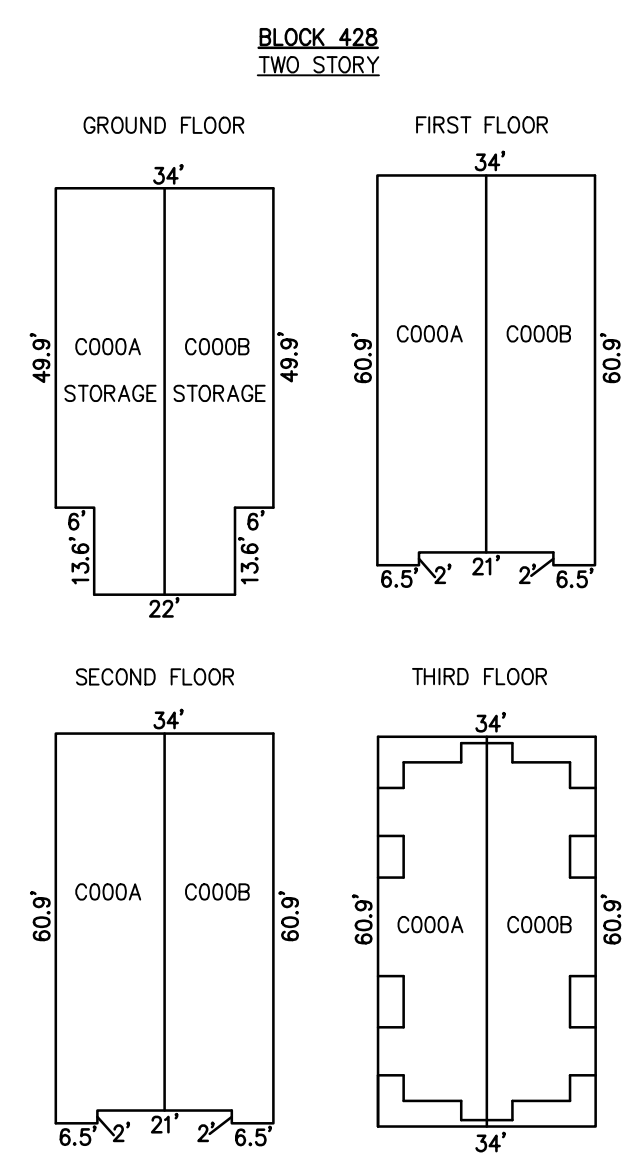 BLOCK 428
TWO STORY
GROUND FLOOR
34'
49.9'
C000A
C000B
49.9'
STORAGE
STORAGE
6'
6'
13.6'
13.6'
22'
FIRST FLOOR
34'
60.9'
C000A
C000B
60.9'
6.5'
2'
21'
2'
6.5'
SECOND FLOOR
34'
60.9'
C000A
C000B
60.9'
6.5'
2'
21'
2'
6.5'
THIRD FLOOR
34'
60.9'
C000A
C000B
60.9'
34'